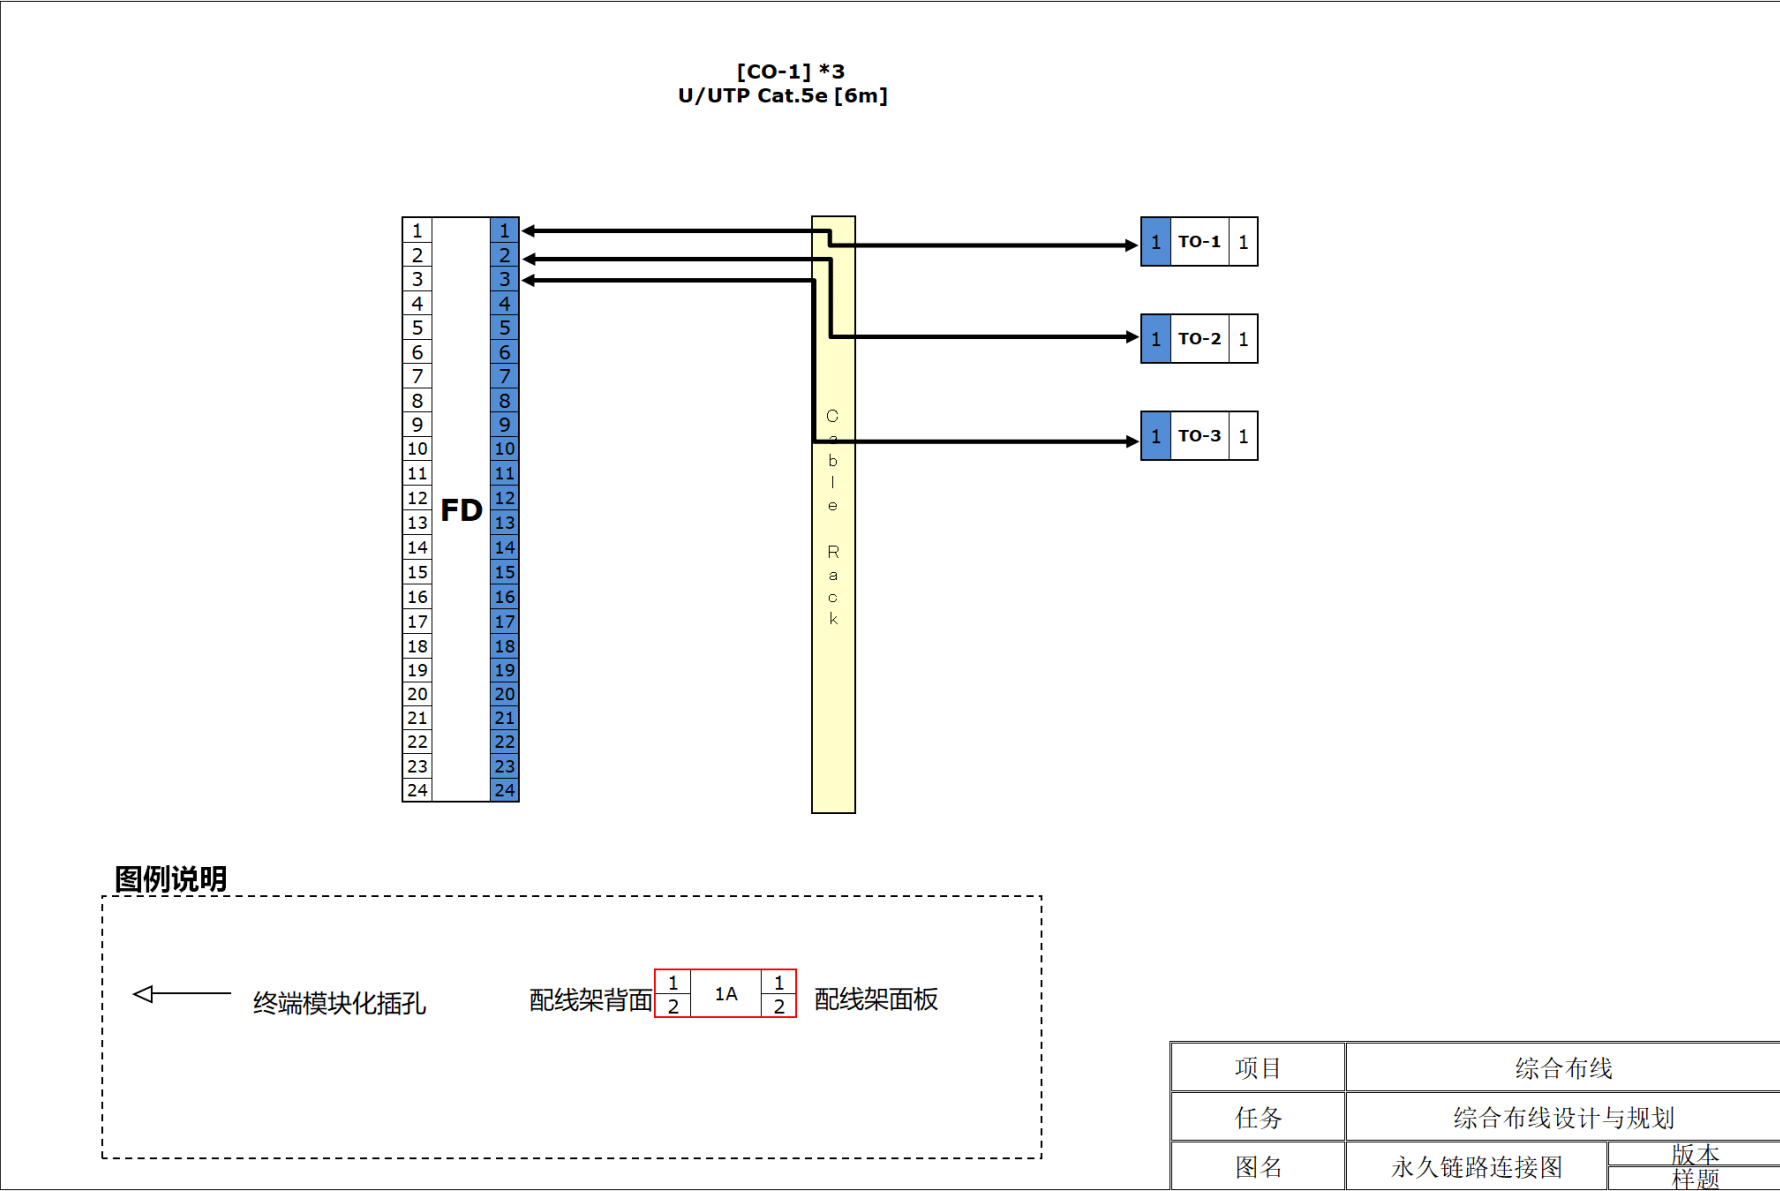 [CO-1] *3
U/UTP Cat.5e [6m]
1 1
2 2
3 3
4 4
5 5
6 6
7 7
8 8
9 9
10 10
11 11
12 12
13 13
14 14
15 15
16 16
17 17
18 18
19 19
20 20
21 21
22 22
23 23
24 24
FD
Cable Rack
1 TO-1 1
1 TO-2 1
1 TO-3 1
图例说明
终端模块化插孔
配线架背面
1 1A 1
2 2
配线架面板
项目 综合布线
任务 综合布线设计与规划
图名 永久链路连接图 版本
样题